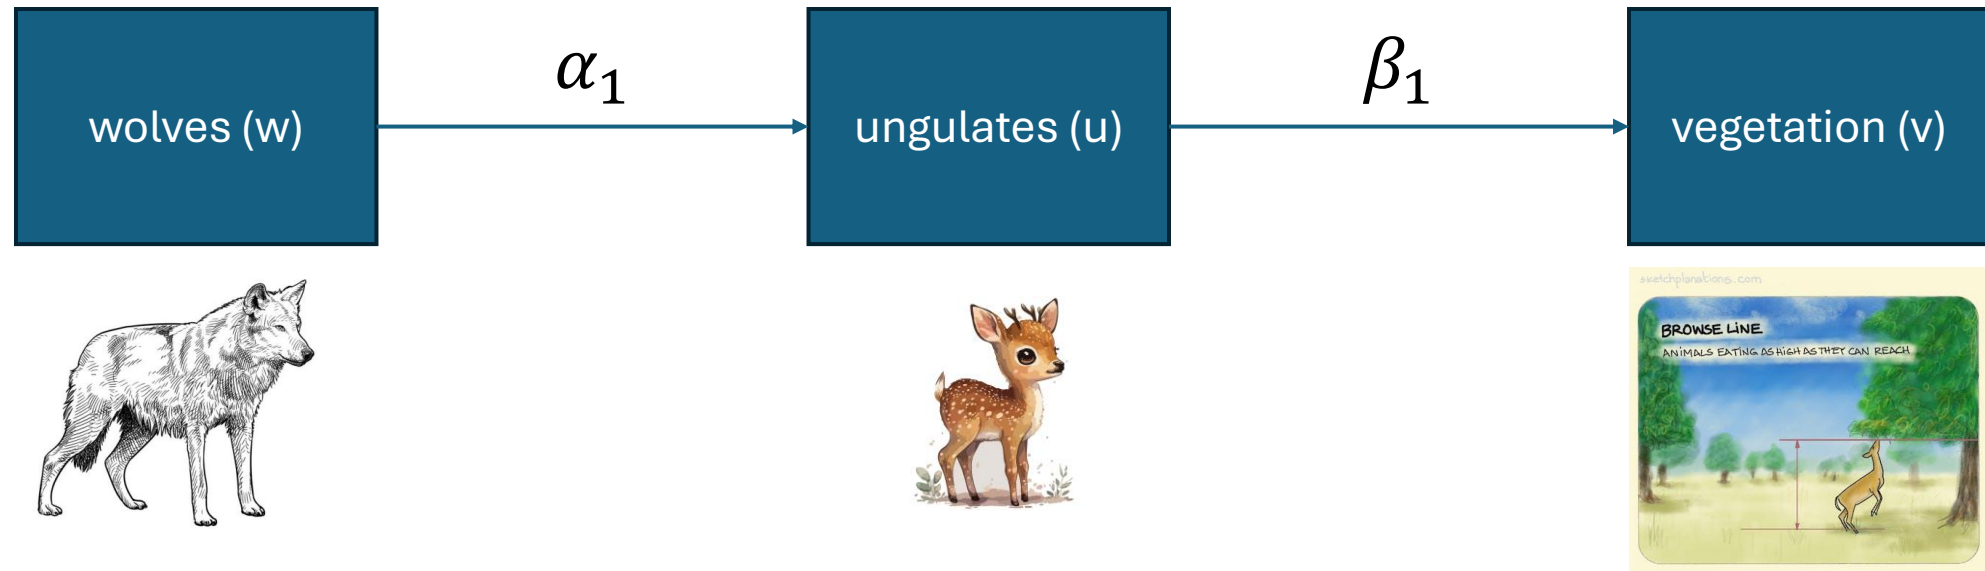 wolves (w)
α₁
ungulates (u)
β₁
vegetation (v)
sketchplanations.com
BROWSE LINE
ANIMALS EATING AS HIGH AS THEY CAN REACH